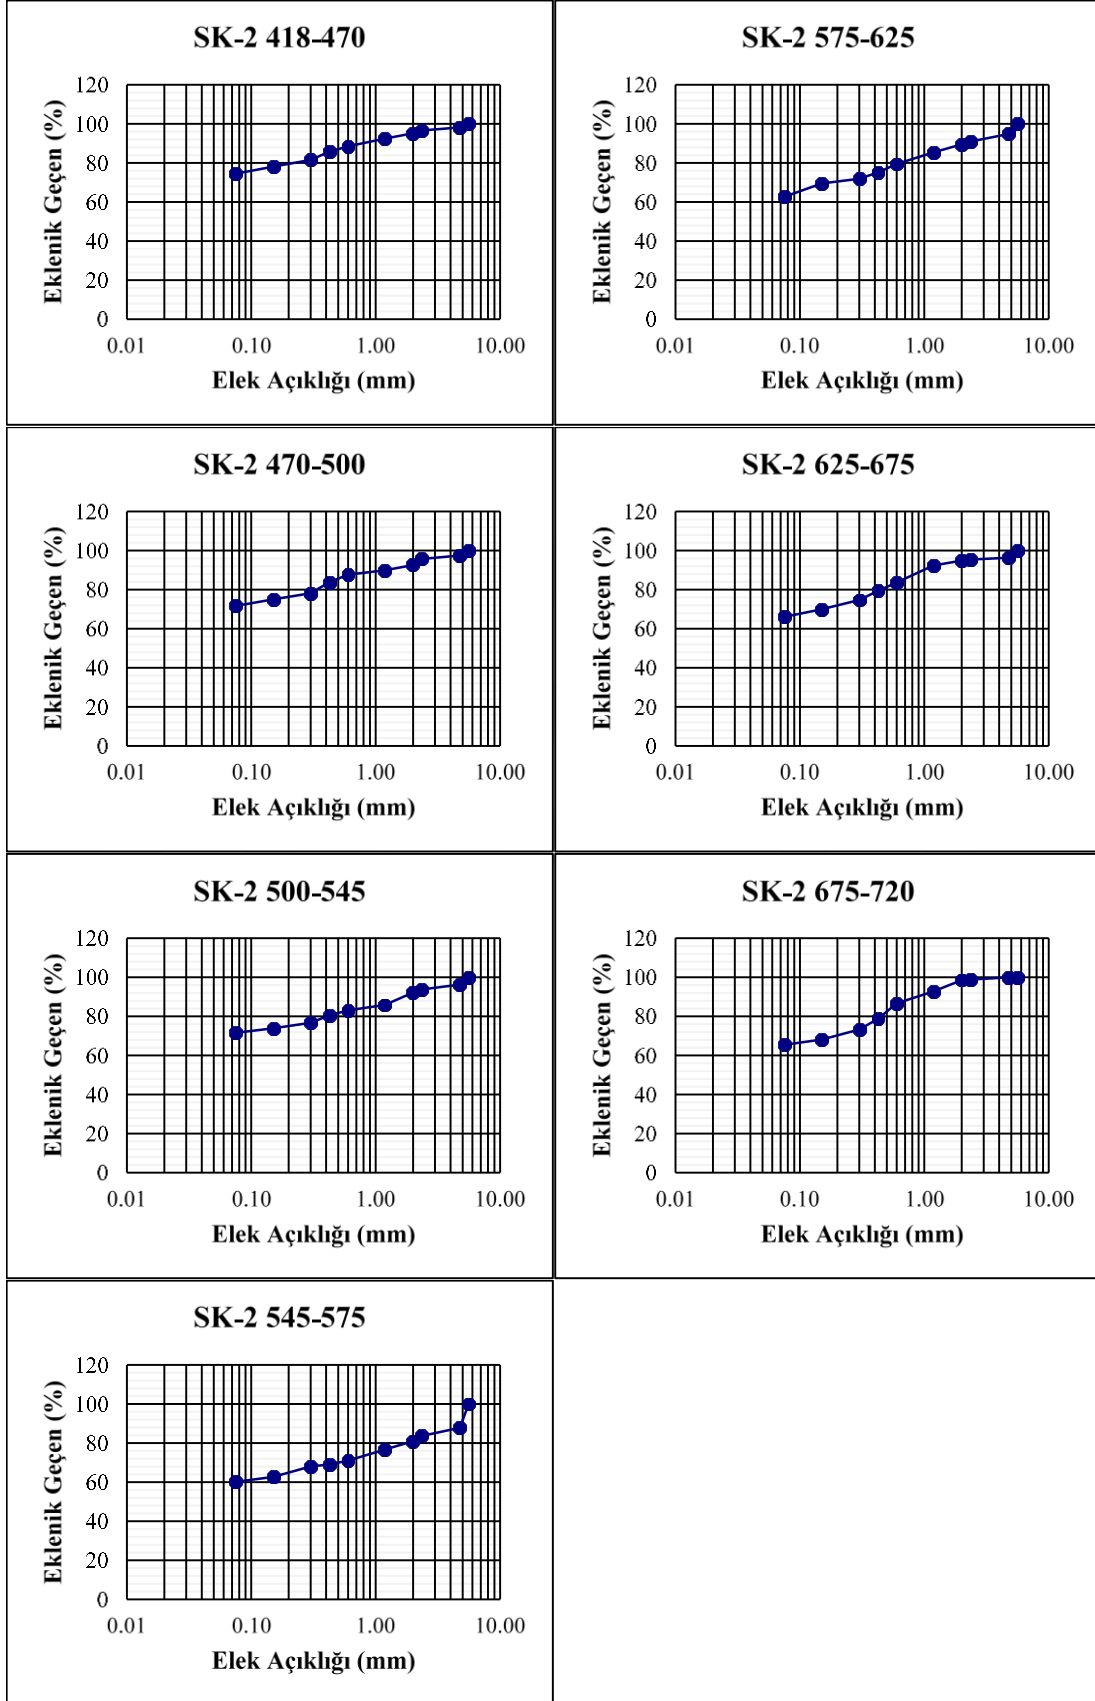 SK-2 418-470
120
100
80
60
40
20
0
Eklenik Geçen (%)
0.01 0.10 1.00 10.00
Elek Açıklığı (mm)
SK-2 575-625
120
100
80
60
40
20
0
Eklenik Geçen (%)
0.01 0.10 1.00 10.00
Elek Açıklığı (mm)
SK-2 470-500
120
100
80
60
40
20
0
Eklenik Geçen (%)
0.01 0.10 1.00 10.00
Elek Açıklığı (mm)
SK-2 625-675
120
100
80
60
40
20
0
Eklenik Geçen (%)
0.01 0.10 1.00 10.00
Elek Açıklığı (mm)
SK-2 500-545
120
100
80
60
40
20
0
Eklenik Geçen (%)
0.01 0.10 1.00 10.00
Elek Açıklığı (mm)
SK-2 675-720
120
100
80
60
40
20
0
Eklenik Geçen (%)
0.01 0.10 1.00 10.00
Elek Açıklığı (mm)
SK-2 545-575
120
100
80
60
40
20
0
Eklenik Geçen (%)
0.01 0.10 1.00 10.00
Elek Açıklığı (mm)